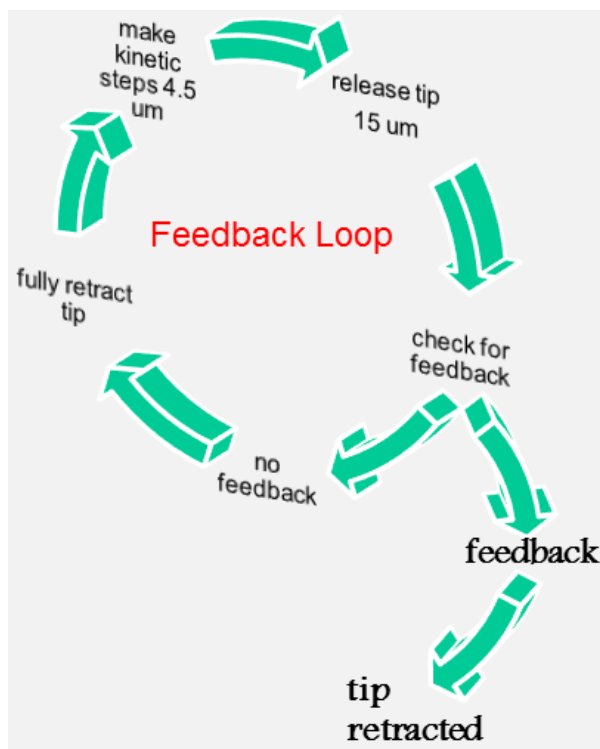 make
kinetic
steps 4.5
um
release tip
15 um
Feedback Loop
check for
feedback
fully retract
tip
no
feedback
feedback
tip
retracted